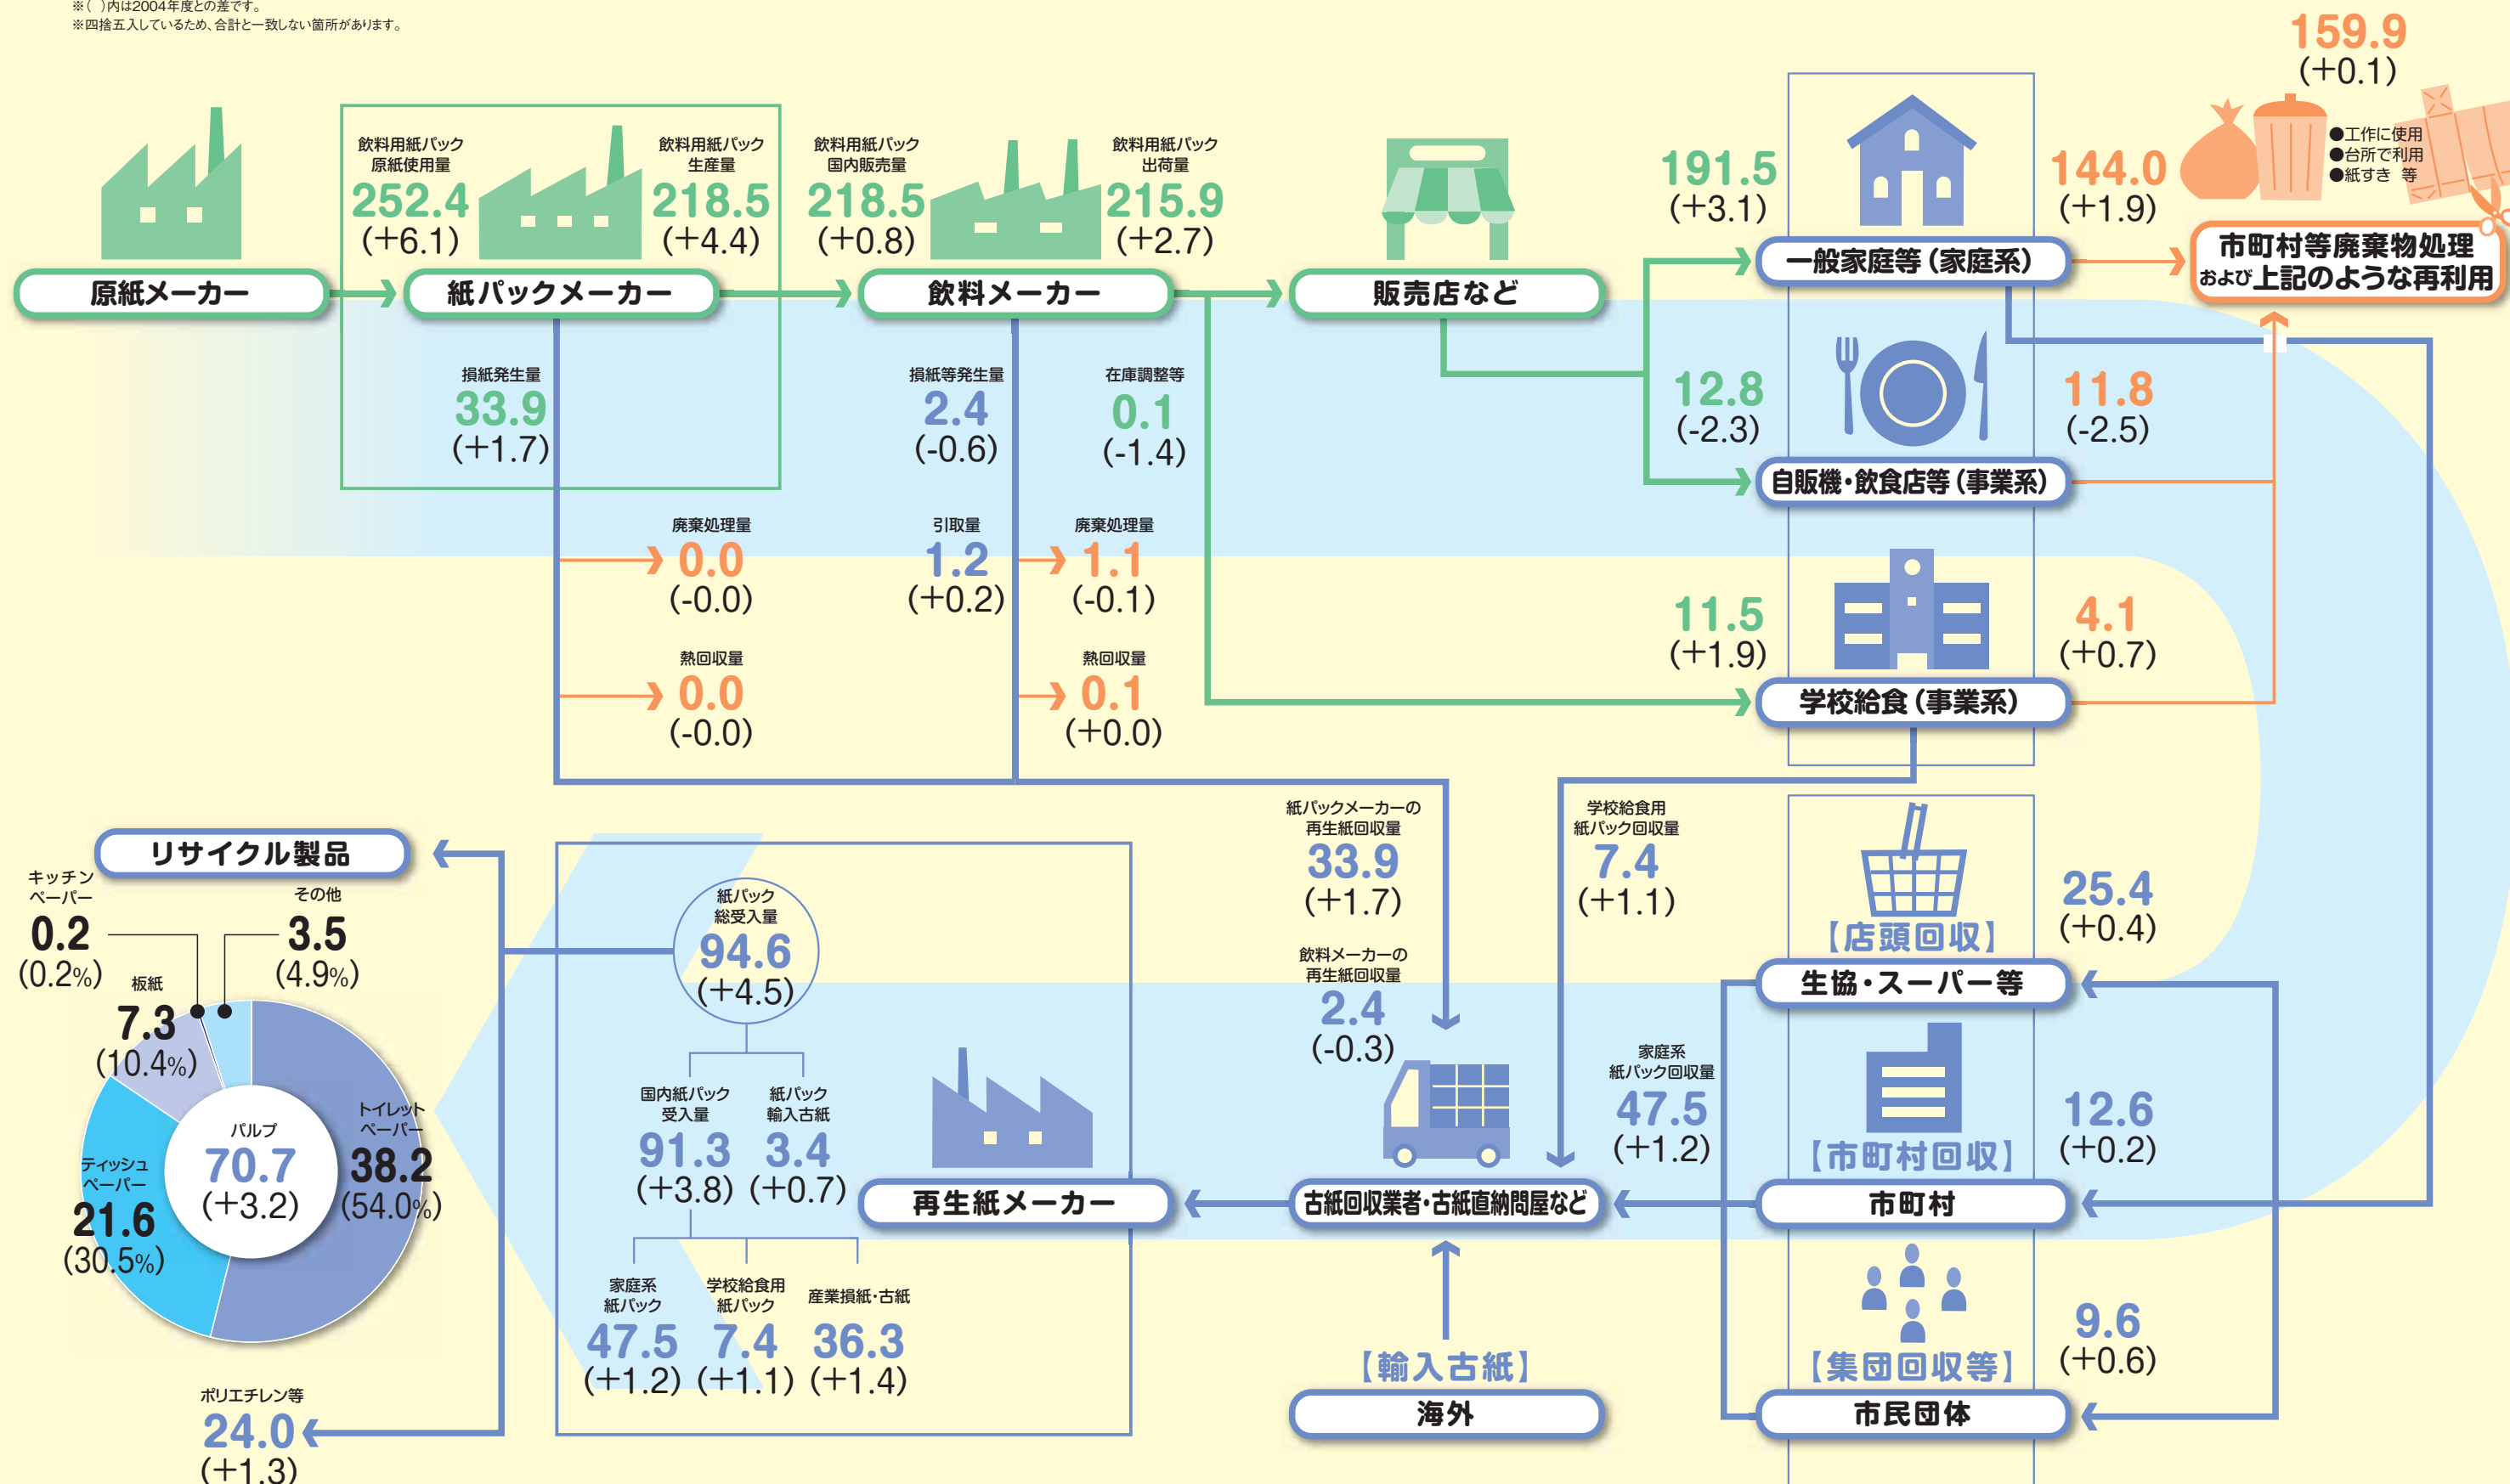 ※( )内は2004年度との差です。
※四捨五入しているため、合計と一致しない箇所があります。
原紙メーカー
飲料用紙パック
原紙使用量
252.4
(+6.1)
飲料用紙パック
生産量
218.5
(+4.4)
紙パックメーカー
飲料用紙パック
国内販売量
218.5
(+0.8)
飲料用紙パック
出荷量
215.9
(+2.7)
飲料メーカー
販売店など
191.5
(+3.1)
144.0
(+1.9)
一般家庭等(家庭系)
159.9
(+0.1)
●工作に使用
●台所で利用
●紙すき 等
市町村等廃棄物処理
および上記のような再利用
損紙発生量
33.9
(+1.7)
損紙等発生量
2.4
(-0.6)
在庫調整等
0.1
(-1.4)
12.8
(-2.3)
11.8
(-2.5)
自販機・飲食店等(事業系)
廃棄処理量
0.0
(-0.0)
引取量
1.2
(+0.2)
廃棄処理量
1.1
(-0.1)
熱回収量
0.0
(-0.0)
熱回収量
0.1
(+0.0)
11.5
(+1.9)
4.1
(+0.7)
学校給食(事業系)
リサイクル製品
キッチン
ペーパー
0.2
(0.2%)
その他
3.5
(4.9%)
板紙
7.3
(10.4%)
パルプ
70.7
(+3.2)
トイレット
ペーパー
38.2
(54.0%)
ティッシュ
ペーパー
21.6
(30.5%)
ポリエチレン等
24.0
(+1.3)
紙パック
総受入量
94.6
(+4.5)
国内紙パック
受入量
91.3
(+3.8)
紙パック
輸入古紙
3.4
(+0.7)
家庭系
紙パック
47.5
(+1.2)
学校給食用
紙パック
7.4
(+1.1)
産業損紙・古紙
36.3
(+1.4)
再生紙メーカー
紙パックメーカーの
再生紙回収量
33.9
(+1.7)
飲料メーカーの
再生紙回収量
2.4
(-0.3)
学校給食用
紙パック回収量
7.4
(+1.1)
家庭系
紙パック回収量
47.5
(+1.2)
古紙回収業者・古紙直納問屋など
【輸入古紙】
海外
25.4
(+0.4)
【店頭回収】
生協・スーパー等
12.6
(+0.2)
【市町村回収】
市町村
9.6
(+0.6)
【集団回収等】
市民団体